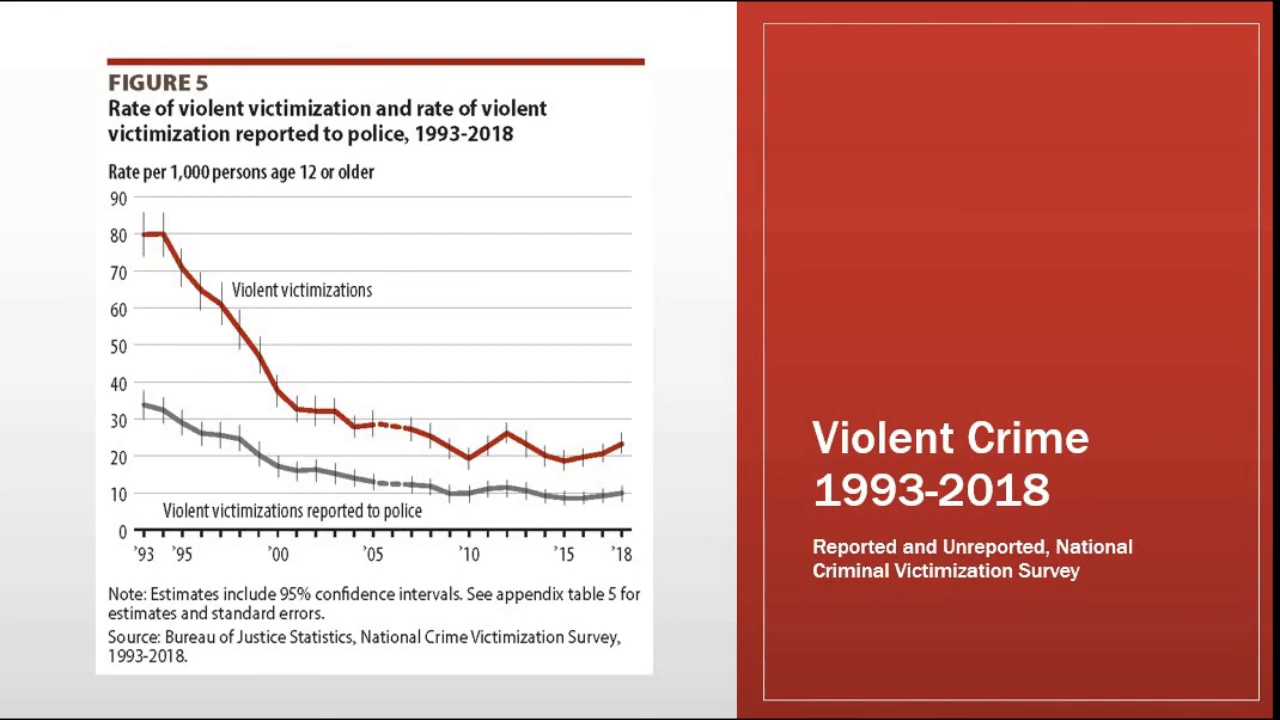 FIGURE 5
Rate of violent victimization and rate of violent
victimization reported to police, 1993-2018
Rate per 1,000 persons age 12 or older
90
80
70
60
50
40
30
20
10
0
Violent victimizations
Violent victimizations reported to police
'93 '95 '00 '05 '10 '15 '18
Note: Estimates include 95% confidence intervals. See appendix table 5 for
estimates and standard errors.
Source: Bureau of Justice Statistics, National Crime Victimization Survey,
1993-2018.
Violent Crime
1993-2018
Reported and Unreported, National
Criminal Victimization Survey